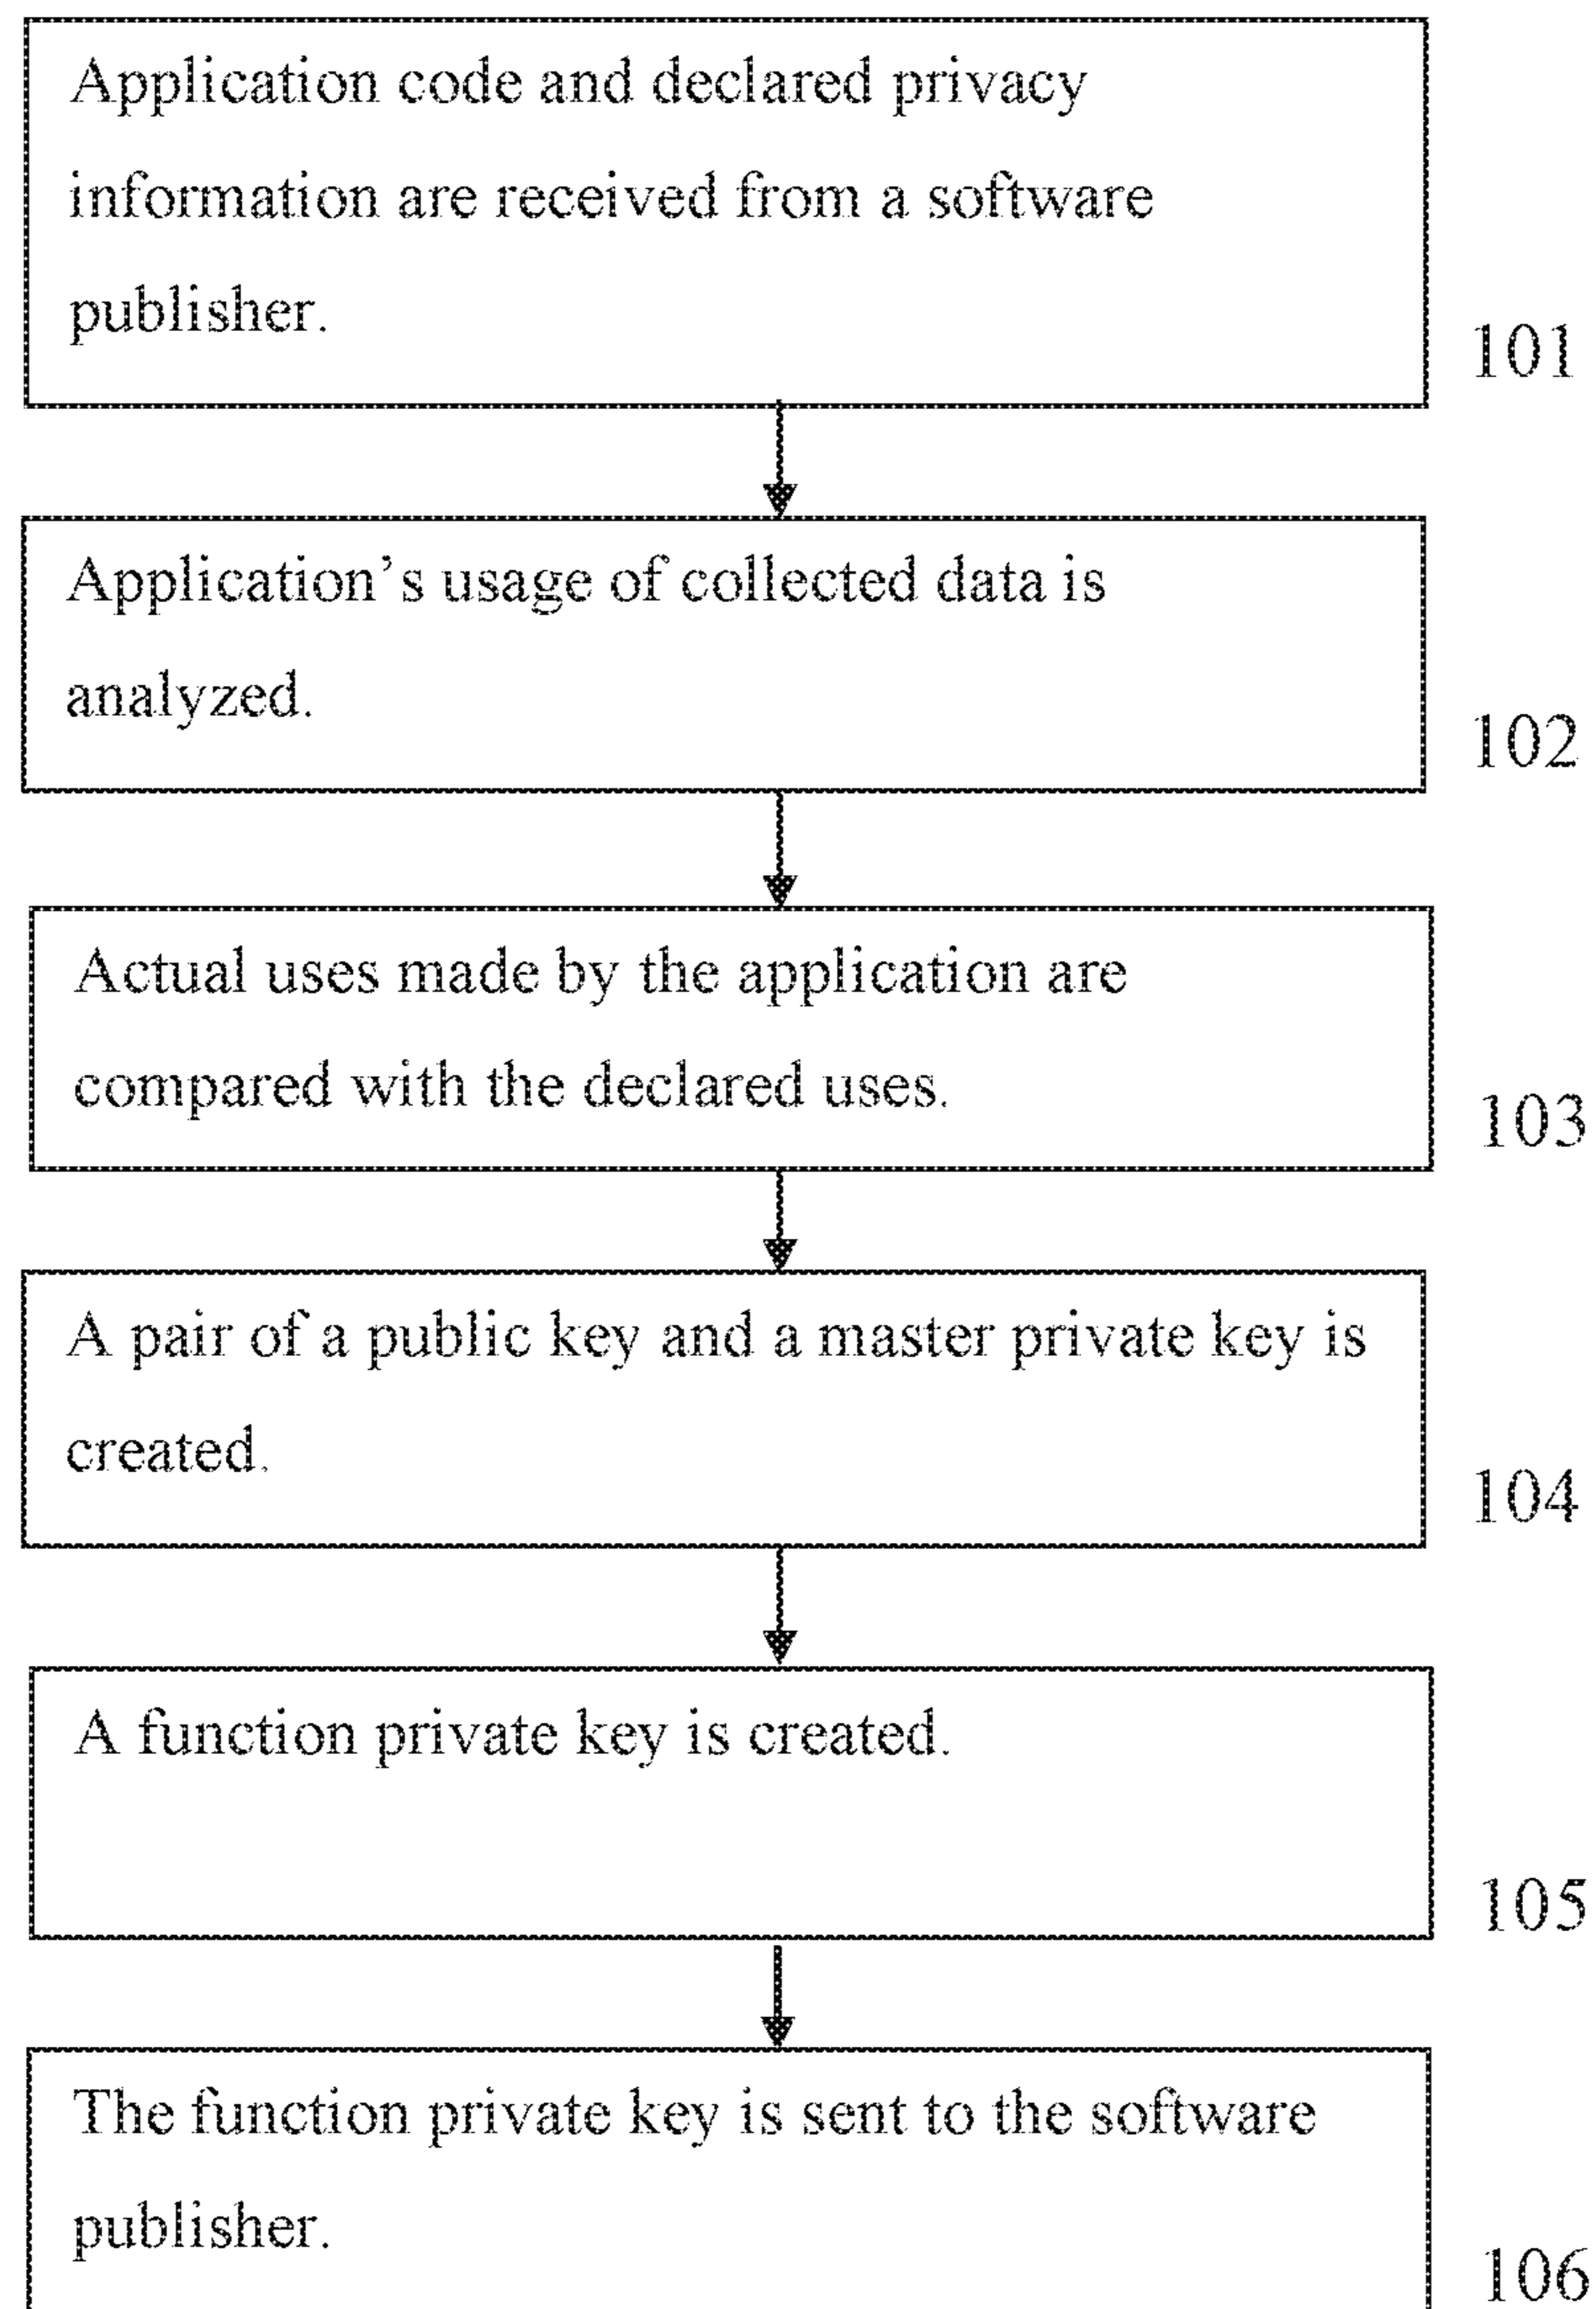 Application code and declared privacy
information are received from a software
publisher.
101
Application’s usage of collected data is
analyzed.
102
Actual uses made by the application are
compared with the declared uses.
103
A pair of a public key and a master private key is
created.
104
A function private key is created.
105
The function private key is sent to the software
publisher.
106